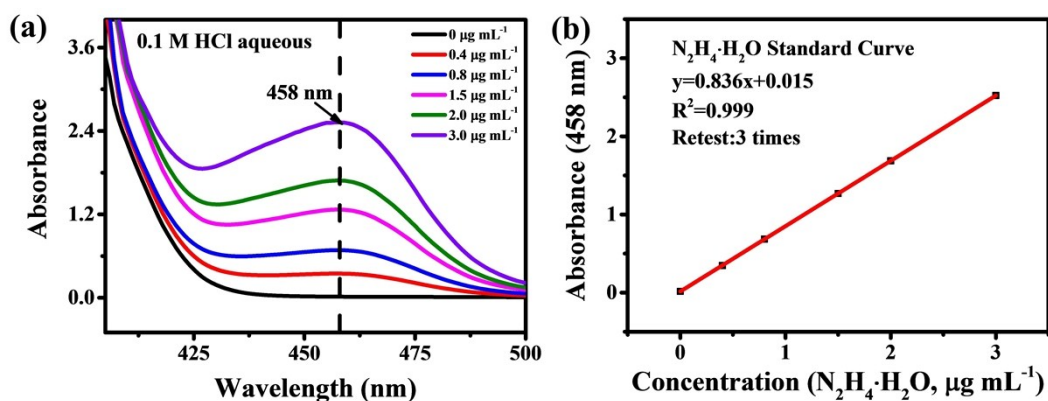 (a)
0.1 M HCl aqueous
458 nm
0 μg mL⁻¹
0.4 μg mL⁻¹
0.8 μg mL⁻¹
1.5 μg mL⁻¹
2.0 μg mL⁻¹
3.0 μg mL⁻¹
Absorbance
3.6
2.4
1.2
0.0
425
450
475
500
Wavelength (nm)
(b)
N₂H₄·H₂O Standard Curve
y=0.836x+0.015
R²=0.999
Retest:3 times
Absorbance (458 nm)
3
2
1
0
0
1
2
3
Concentration (N₂H₄·H₂O, μg mL⁻¹)